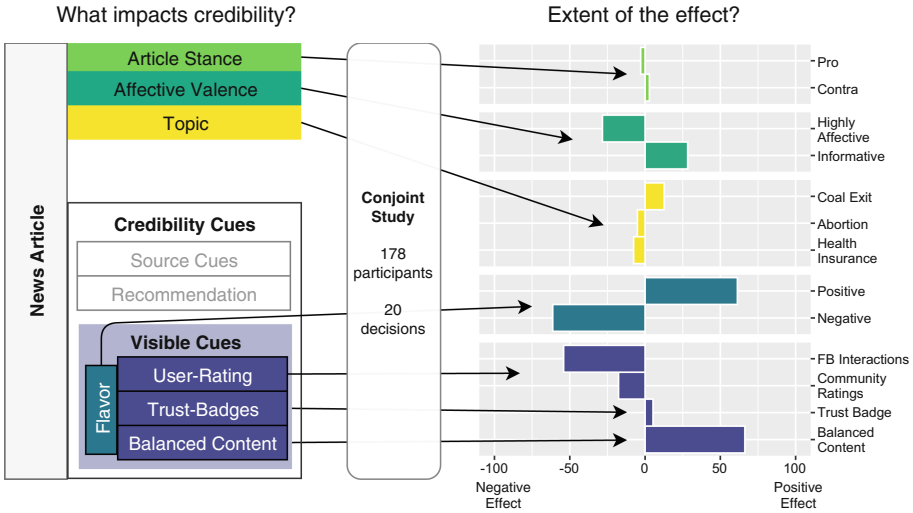 What impacts credibility?
Extent of the effect?
News Article
Article Stance
Affective Valence
Topic
Credibility Cues
Source Cues
Recommendation
Visible Cues
Flavor
User-Rating
Trust-Badges
Balanced Content
Conjoint
Study
178
participants
20
decisions
Pro
Contra
Highly
Affective
Informative
Coal Exit
Abortion
Health
Insurance
Positive
Negative
FB Interactions
Community
Ratings
Trust Badge
Balanced
Content
-100
-50
0
50
100
Negative
Effect
Positive
Effect